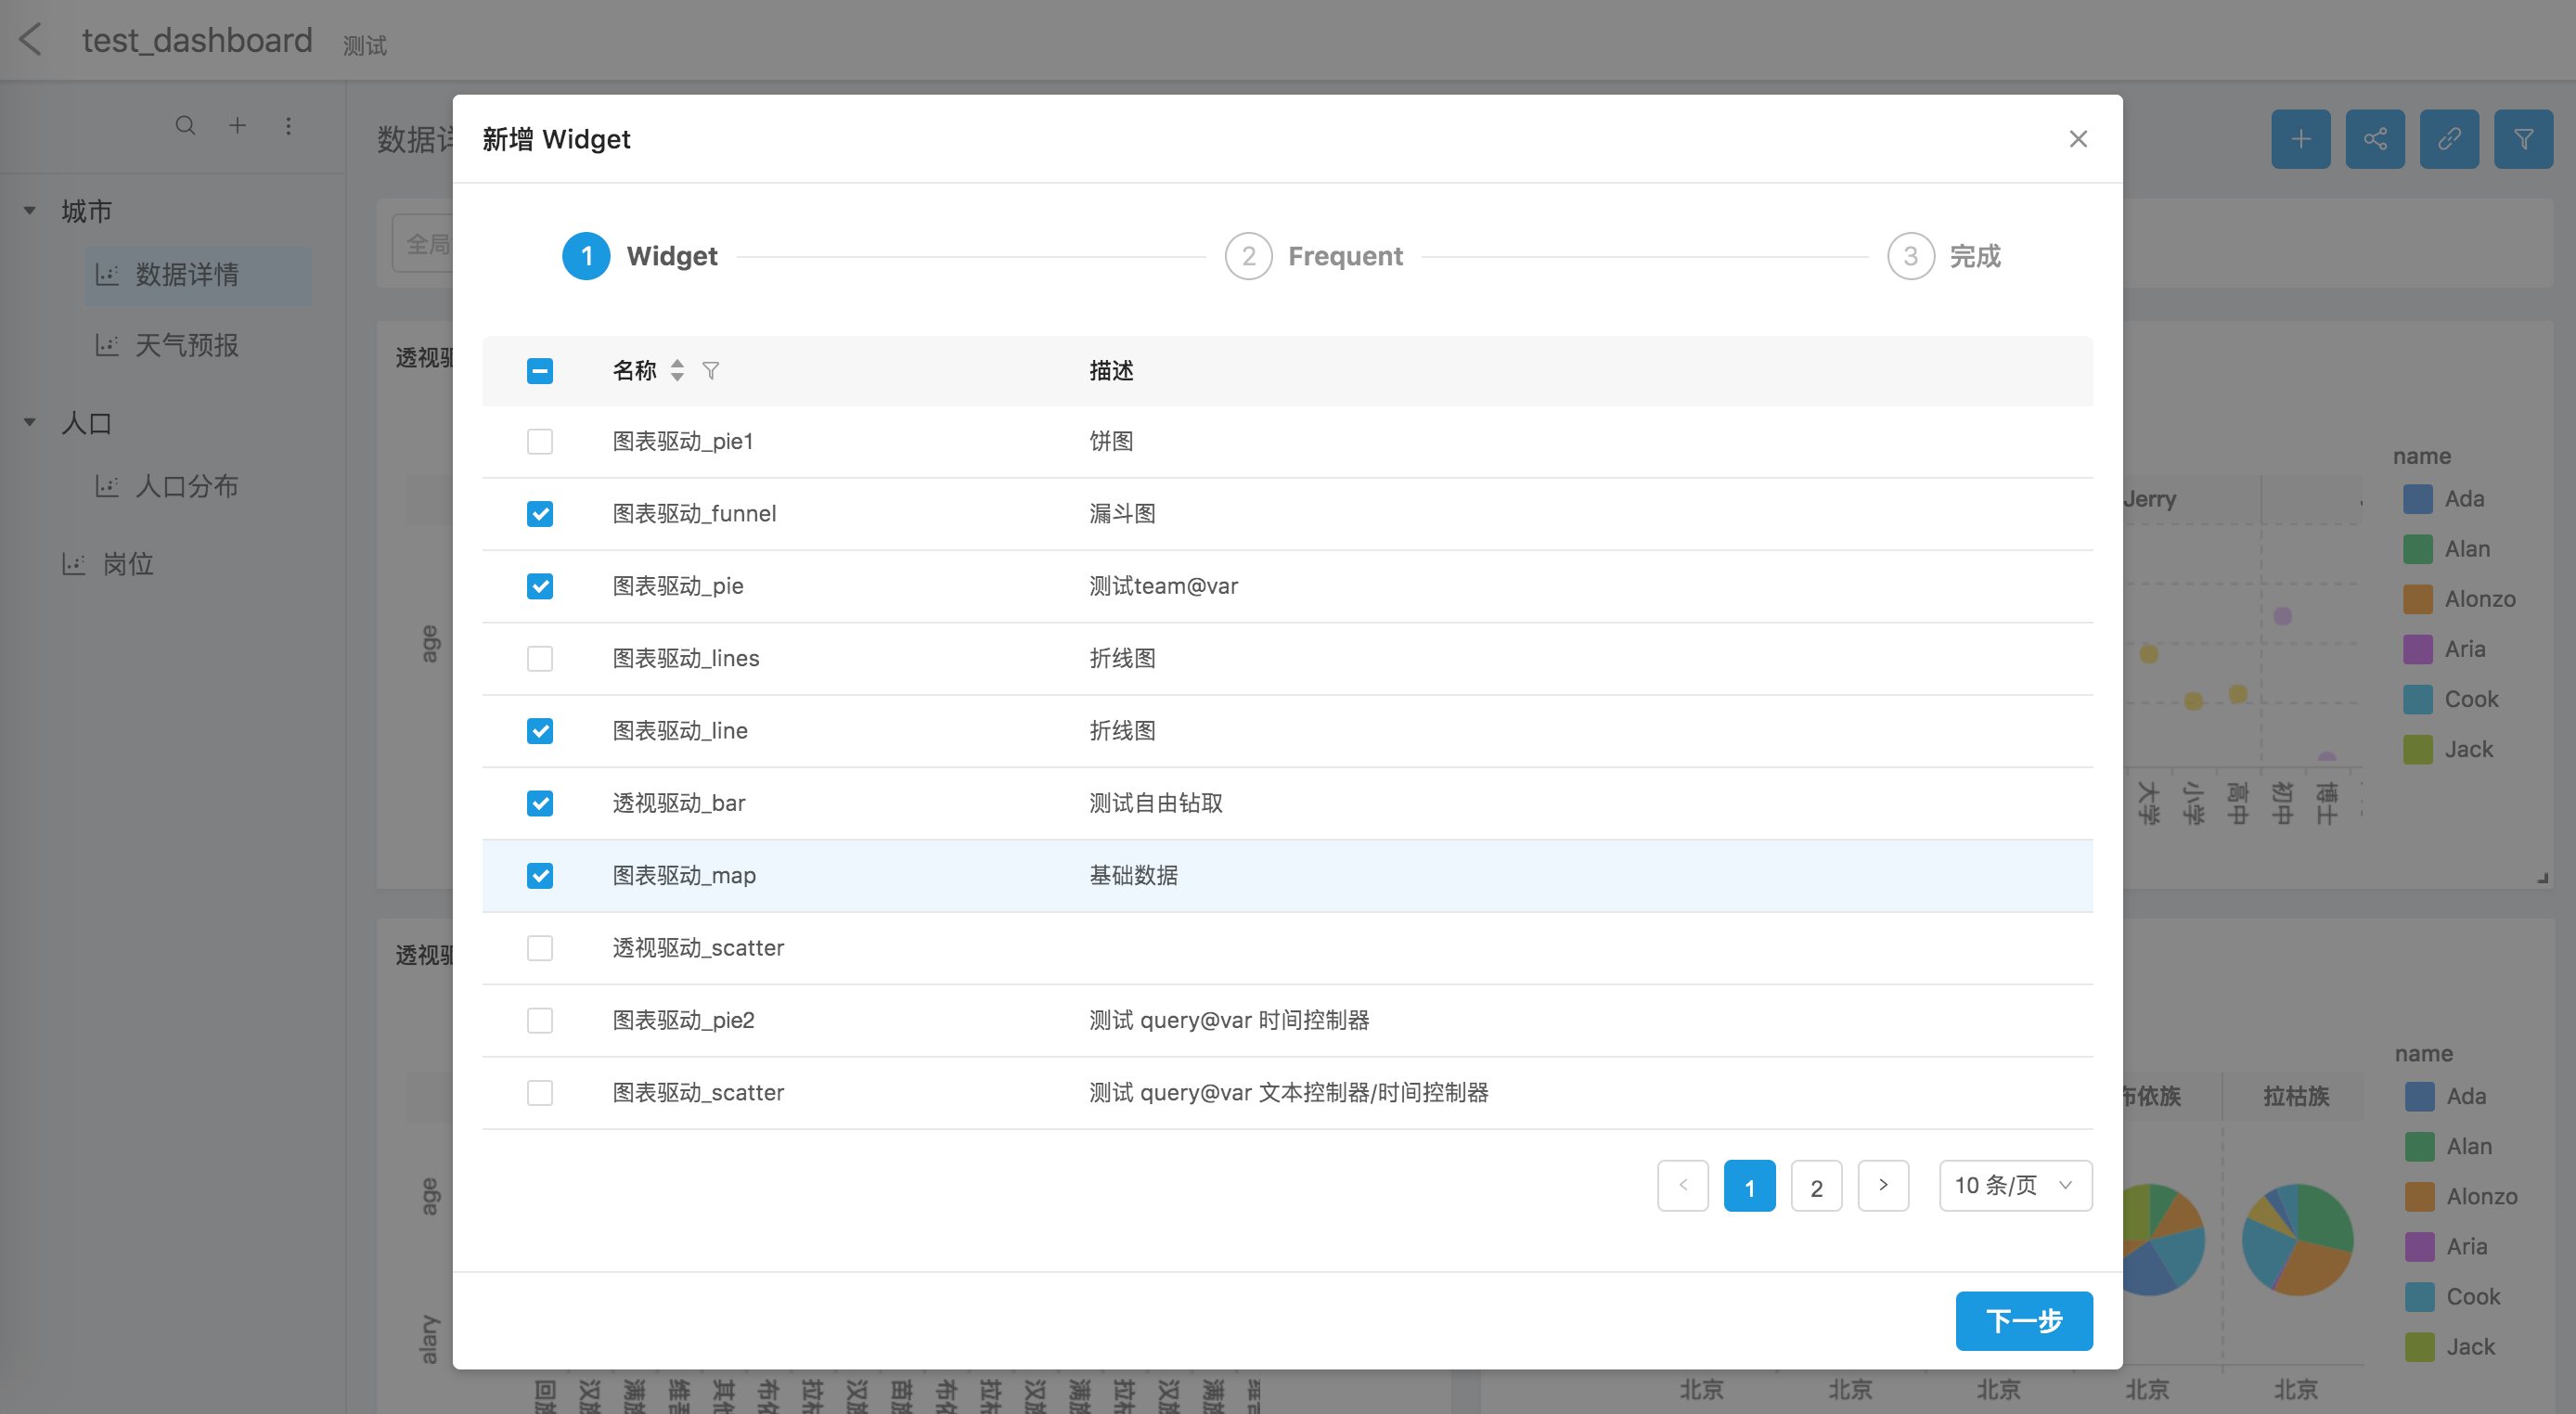 test_dashboard 测试
数据详
新增 Widget
城市
数据详情
天气预报
人口
人口分布
岗位
全局
1 Widget
2 Frequent
3 完成
透视驱
名称 描述
图表驱动_pie1 饼图
图表驱动_funnel 漏斗图
图表驱动_pie 测试team@var
图表驱动_lines 折线图
图表驱动_line 折线图
透视驱动_bar 测试自由钻取
图表驱动_map 基础数据
透视驱动_scatter
图表驱动_pie2 测试 query@var 时间控制器
图表驱动_scatter 测试 query@var 文本控制器/时间控制器
1 2 10 条/页
下一步
age
Jerry
name
Ada
Alan
Alonzo
Aria
Cook
Jack
大学 小学 高中 初中 博士
透视驱
age
alary
布依族 拉枯族
name
Ada
Alan
Alonzo
Aria
Cook
Jack
北京 北京 北京 北京 北京